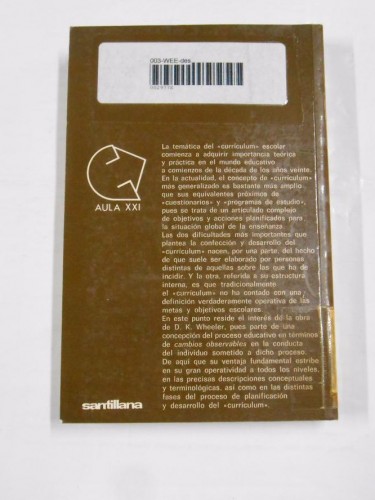 003-WEE-des
AULA XXI
La temática del «curriculum» escolar
comienza a adquirir importancia teórica
y práctica en el mundo educativo
a comienzos de la década de los años veinte.
En la actualidad, el concepto de «curriculum»
más generalizado es bastante más amplio
que sus equivalentes próximos de
«cuestionarios» y «programas de estudio»,
pues se trata de un articulado complejo
de objetivos y acciones planificados para
la situación global de la enseñanza.
Las dos dificultades más importantes que
plantea la confección y desarrollo del
«curriculum» nacen, por una parte, del hecho
de que suele ser elaborado por personas
distintas de aquellas sobre las que ha de
incidir. Y la otra, referida a su estructura
interna, es que tradicionalmente
el «curriculum» no ha contado con una
definición verdaderamente operativa de las
metas y objetivos escolares.
En este punto reside el interés de la obra
de D. K. Wheeler, pues parte de una
concepción del proceso educativo en términos
de cambios observables en la conducta
del individuo sometido a dicho proceso.
De aquí que su ventaja fundamental estribe
en su gran operatividad a todos los niveles,
en las precisas descripciones conceptuales
y terminológicas, así como en las distintas
fases del proceso de planificación
y desarrollo del «curriculum».
santillana